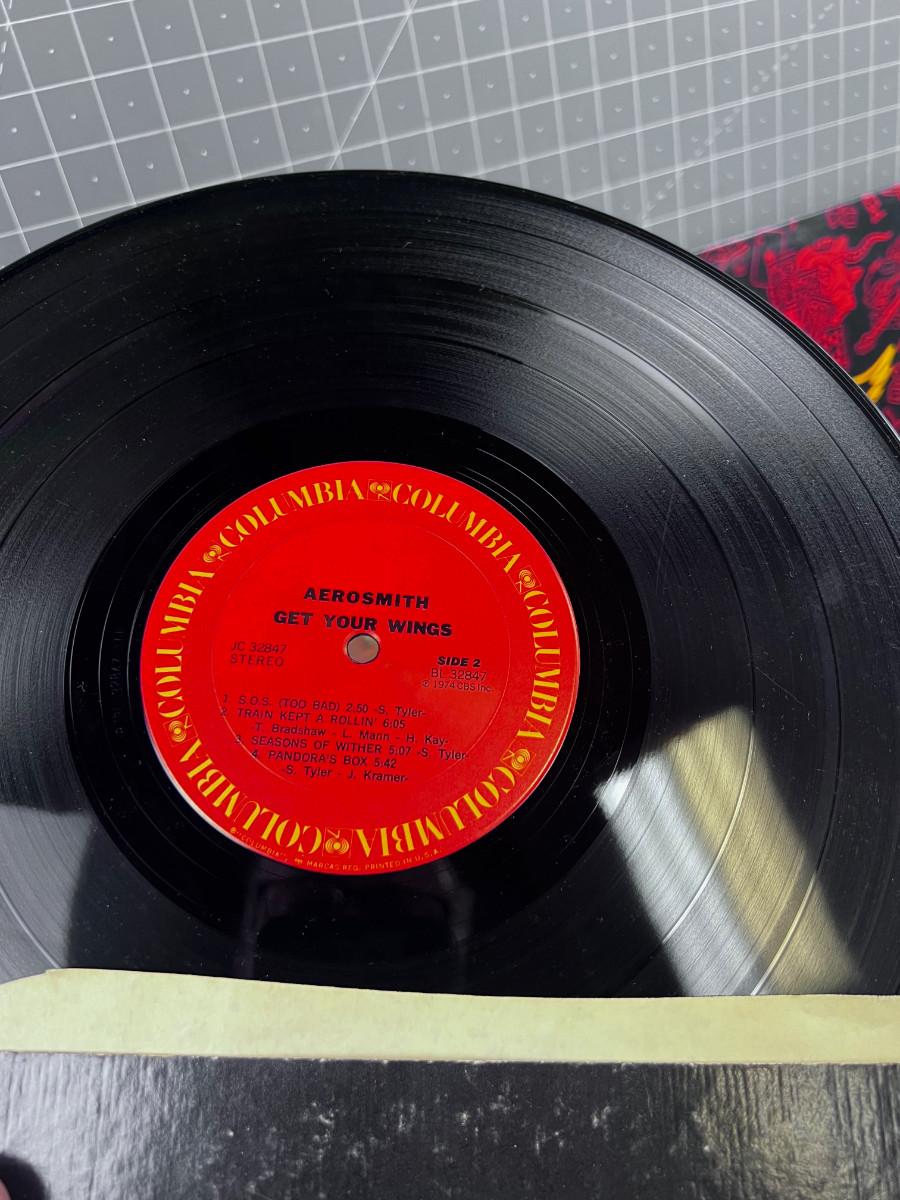 COLUMBIA COLUMBIA COLUMBIA COLUMBIA COLUMBIA COLUMBIA
AEROSMITH
GET YOUR WINGS
JC 32847
STEREO
SIDE 2
BL 32847
℗ 1974 CBS Inc.
1. S.O.S. (TOO BAD) 2:50 -S. Tyler-
2. TRAIN KEPT A ROLLIN' 6:05
-T. Bradshaw - L. Mann - H. Kay-
3. SEASONS OF WITHER 5:07 -S. Tyler-
4. PANDORA'S BOX 5:42
-S. Tyler - J. Kramer-
® "COLUMBIA", MARCAS REG. PRINTED IN U.S.A.